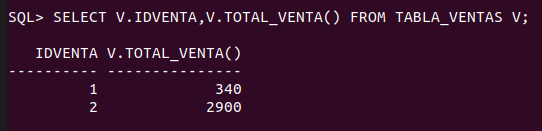 SQL> SELECT V.IDVENTA,V.TOTAL_VENTA() FROM TABLA_VENTAS V;
IDVENTA V.TOTAL_VENTA()
---------- ---------------
1 340
2 2900